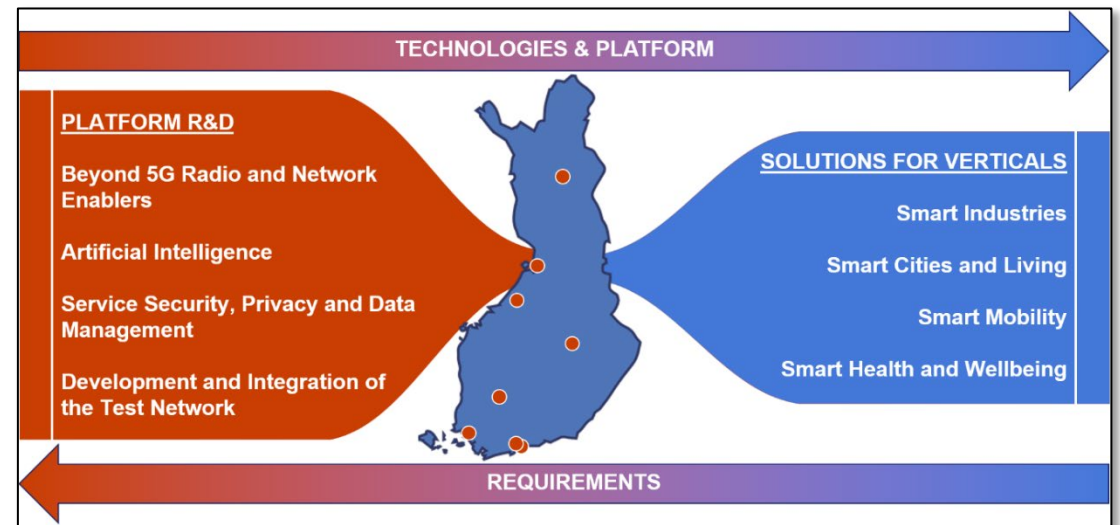 TECHNOLOGIES & PLATFORM
PLATFORM R&D
Beyond 5G Radio and Network
Enablers
Artificial Intelligence
Service Security, Privacy and Data
Management
Development and Integration of
the Test Network
SOLUTIONS FOR VERTICALS
Smart Industries
Smart Cities and Living
Smart Mobility
Smart Health and Wellbeing
REQUIREMENTS